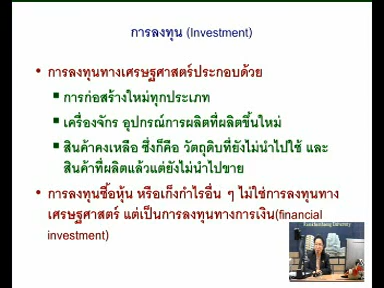 การลงทุน (Investment)
• การลงทุนทางเศรษฐศาสตร์ประกอบด้วย
▪ การก่อสร้างใหม่ทุกประเภท
▪ เครื่องจักร อุปกรณ์การผลิตที่ผลิตขึ้นใหม่
▪ สินค้าคงเหลือ ซึ่งก็คือ วัตถุดิบที่ยังไม่นำไปใช้ และ
สินค้าที่ผลิตแล้วแต่ยังไม่นำไปขาย
• การลงทุนซื้อหุ้น หรือเก็งกำไรอื่น ๆ ไม่ใช่การลงทุนทาง
เศรษฐศาสตร์ แต่เป็นการลงทุนทางการเงิน(financial
investment)